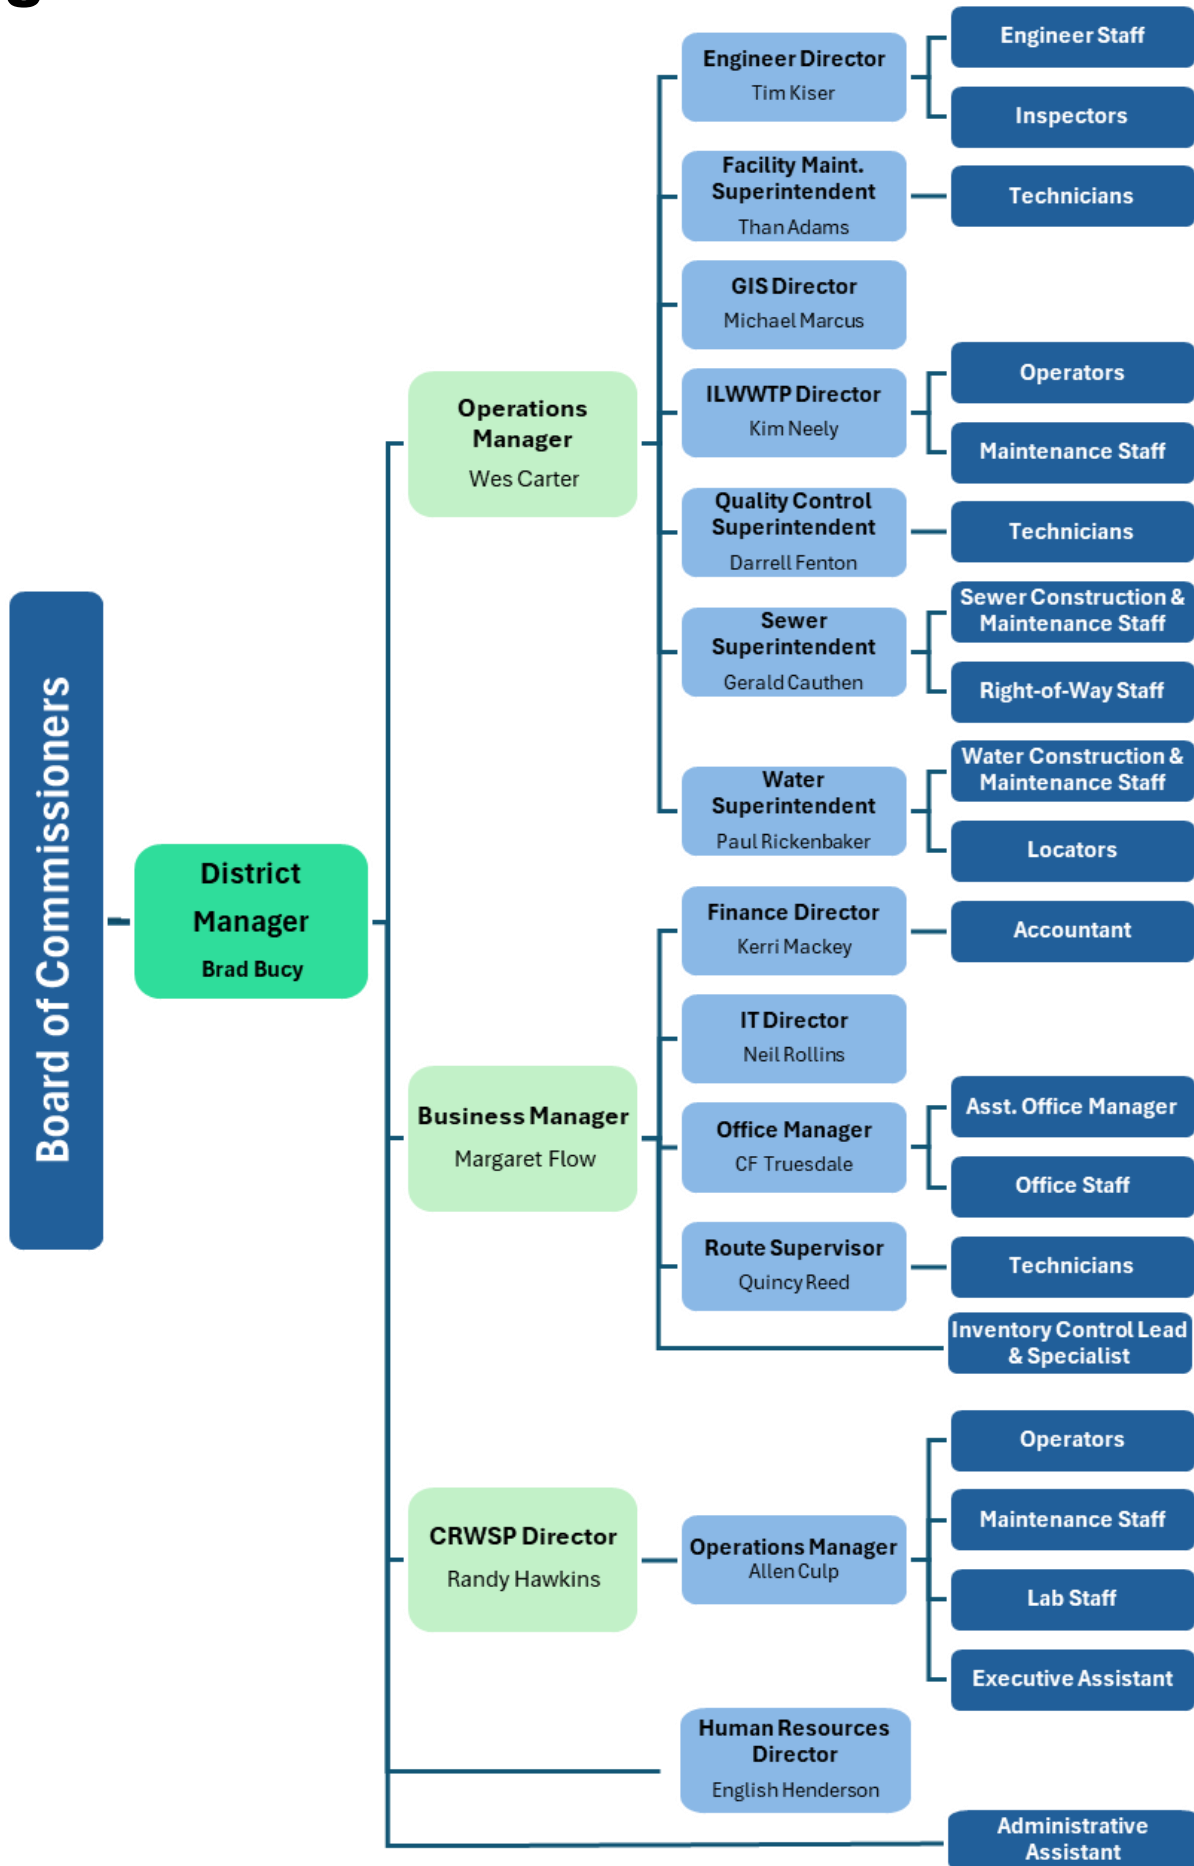 Board of Commissioners
District
Manager
Brad Bucy
Operations
Manager
Wes Carter
Engineer Director
Tim Kiser
Engineer Staff
Inspectors
Facility Maint.
Superintendent
Than Adams
Technicians
GIS Director
Michael Marcus
ILWWTP Director
Kim Neely
Operators
Maintenance Staff
Quality Control
Superintendent
Darrell Fenton
Technicians
Sewer
Superintendent
Gerald Cauthen
Sewer Construction &
Maintenance Staff
Right-of-Way Staff
Water
Superintendent
Paul Rickenbaker
Water Construction &
Maintenance Staff
Locators
Business Manager
Margaret Flow
Finance Director
Kerri Mackey
Accountant
IT Director
Neil Rollins
Office Manager
CF Truesdale
Asst. Office Manager
Office Staff
Route Supervisor
Quincy Reed
Technicians
Inventory Control Lead
& Specialist
CRWSP Director
Randy Hawkins
Operations Manager
Allen Culp
Operators
Maintenance Staff
Lab Staff
Executive Assistant
Human Resources
Director
English Henderson
Administrative
Assistant